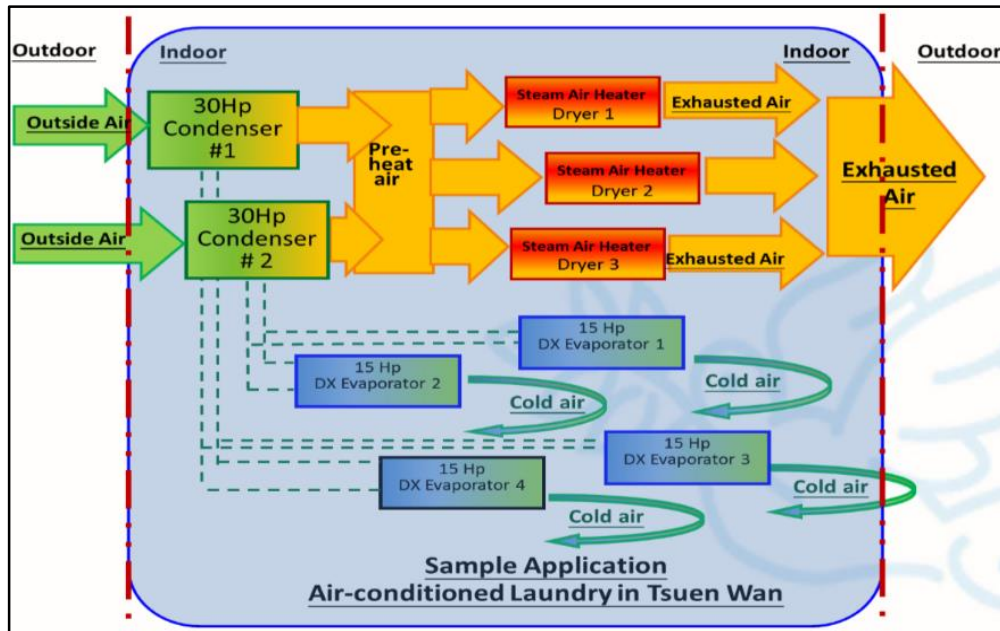 Outdoor
Indoor
Indoor
Outdoor
Outside Air
30Hp
Condenser
#1
Pre-
heat
air
Steam Air Heater
Dryer 1
Exhausted Air
Steam Air Heater
Dryer 2
Exhausted
Air
Outside Air
30Hp
Condenser
# 2
Steam Air Heater
Dryer 3
Exhausted Air
15 Hp
DX Evaporator 1
15 Hp
DX Evaporator 2
Cold air
Cold air
15 Hp
DX Evaporator 3
15 Hp
DX Evaporator 4
Cold air
Cold air
Sample Application
Air-conditioned Laundry in Tsuen Wan